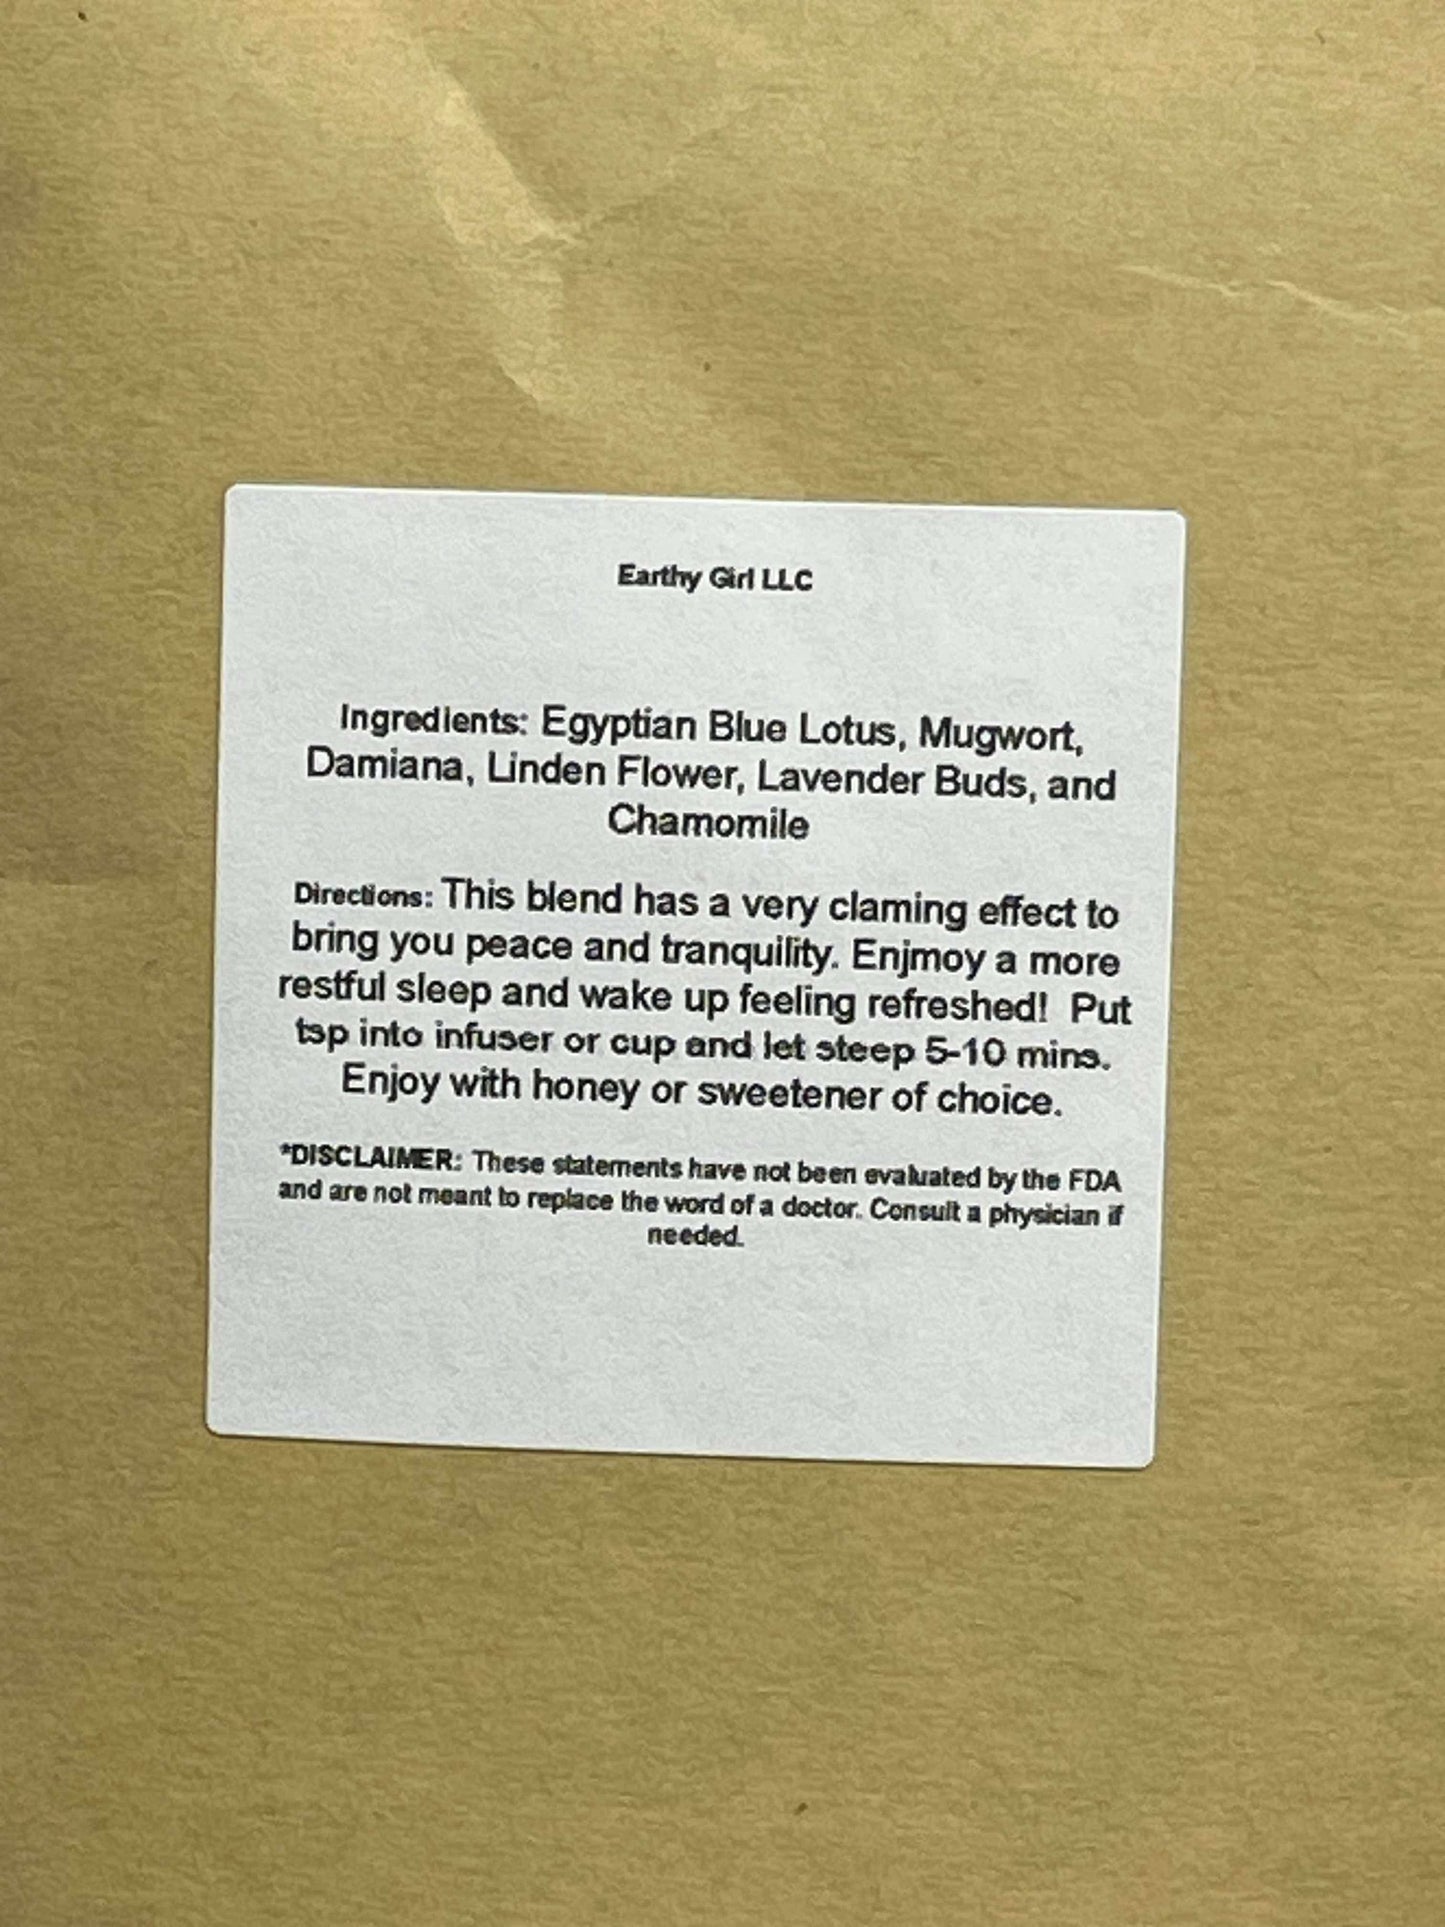 Earthy Girl LLC
Ingredients: Egyptian Blue Lotus, Mugwort,
Damiana, Linden Flower, Lavender Buds, and
Chamomile
Directions: This blend has a very claming effect to
bring you peace and tranquility. Enjmoy a more
restful sleep and wake up feeling refreshed! Put
tsp into infuser or cup and let steep 5-10 mins.
Enjoy with honey or sweetener of choice.
*DISCLAIMER: These statements have not been evaluated by the FDA
and are not meant to replace the word of a doctor. Consult a physician if
needed.